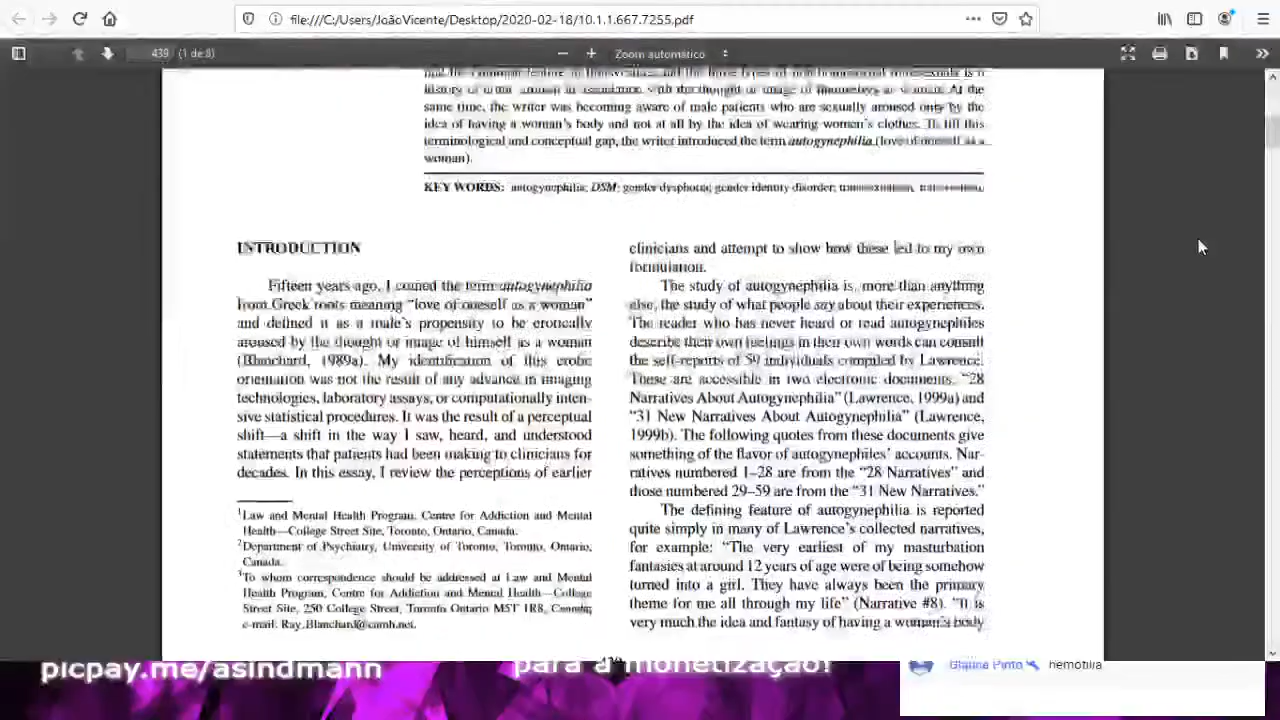 file:///C:/Users/JoãoVicente/Desktop/2020-02-18/10.1.1.667.7255.pdf
439 (1 de 8)
Zoom automático
same time, the writer was becoming aware of male patients who are sexually aroused only by the
idea of having a woman's body and not at all by the idea of wearing women's clothes. To fill this
terminological and conceptual gap, the writer introduced the term autogynephilia (love of oneself as a
woman).
KEY WORDS: autogynephilia; DSM; gender dysphoria; gender identity disorder;
INTRODUCTION
Fifteen years ago, I coined the term autogynephilia
from Greek roots meaning "love of oneself as a woman"
and defined it as a male's propensity to be erotically
aroused by the thought or image of himself as a woman
(Blanchard, 1989a). My identification of this erotic
orientation was not the result of any advance in imaging
technologies, laboratory assays, or computationally inten-
sive statistical procedures. It was the result of a perceptual
shift—a shift in the way I saw, heard, and understood
statements that patients had been making to clinicians for
decades. In this essay, I review the perceptions of earlier
1Law and Mental Health Program, Centre for Addiction and Mental
Health—College Street Site, Toronto, Ontario, Canada.
2Department of Psychiatry, University of Toronto, Toronto, Ontario,
Canada.
3To whom correspondence should be addressed at Law and Mental
Health Program, Centre for Addiction and Mental Health—College
Street Site, 250 College Street, Toronto Ontario M5T 1R8, Canada;
e-mail: Ray_Blanchard@camh.net.
clinicians and attempt to show how these led to my own
formulation.
The study of autogynephilia is, more than anything
else, the study of what people say about their experiences.
The reader who has never heard or read autogynephiles
describe their own feelings in their own words can consult
the self-reports of 59 individuals compiled by Lawrence.
These are accessible in two electronic documents, "28
Narratives About Autogynephilia" (Lawrence, 1999a) and
"31 New Narratives About Autogynephilia" (Lawrence,
1999b). The following quotes from these documents give
something of the flavor of autogynephiles' accounts. Nar-
ratives numbered 1–28 are from the "28 Narratives" and
those numbered 29–59 are from the "31 New Narratives."
The defining feature of autogynephilia is reported
quite simply in many of Lawrence's collected narratives,
for example: "The very earliest of my masturbation
fantasies at around 12 years of age were of being somehow
turned into a girl. They have always been the primary
theme for me all through my life" (Narrative #8). "It is
very much the idea and fantasy of having a woman's body
picpay.me/asindmann
para a monetização!
Pinto
hemofilia